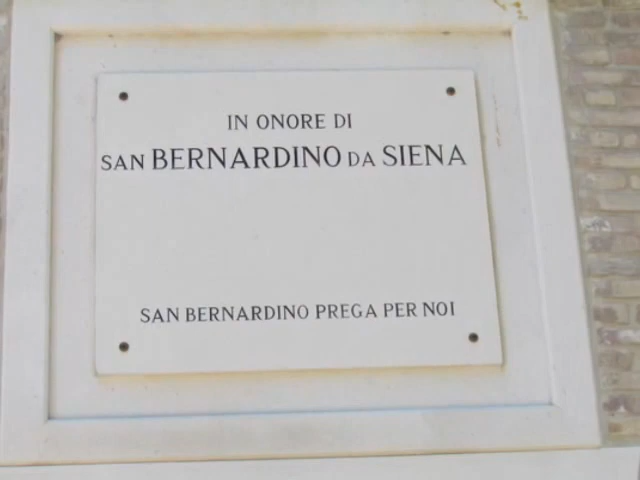 IN ONORE DI
SAN BERNARDINO DA SIENA
SAN BERNARDINO PREGA PER NOI